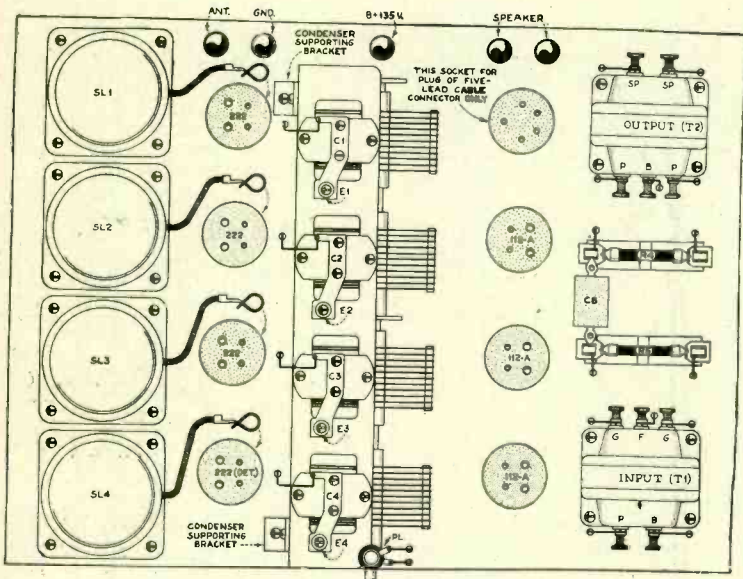 ANT.
GND.
B+135 V.
SPEAKER
CONDENSER
SUPPORTING
BRACKET
THIS SOCKET FOR
PLUG OF FIVE-
LEAD CABLE
CONNECTOR ONLY
SL1
222
C1
E1
SP SP
OUTPUT (T2)
P B P
SL2
222
C2
E2
112-A
C8
SL3
222
C3
E3
112-A
SL4
222 (DET.)
C4
E4
112-A
G F G
INPUT (T1)
P B
CONDENSER
SUPPORTING
BRACKET
PL